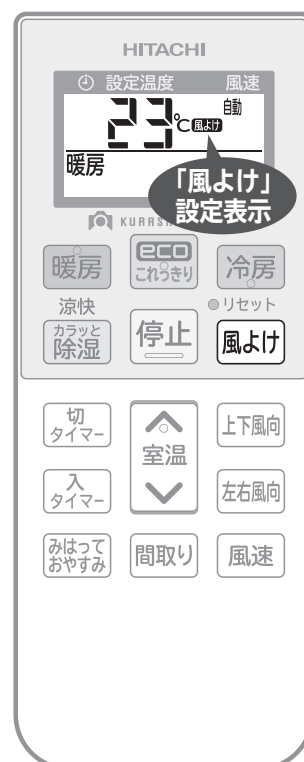 HITACHI
設定温度 風速
23℃ 風よけ 自動
暖房
「風よけ」
設定表示
暖房 eco これっきり 冷房
涼快 リセット
カラッと除湿 停止 風よけ
切タイマー 室温 上下風向
入タイマー 左右風向
みはっておやすみ 間取り 風速